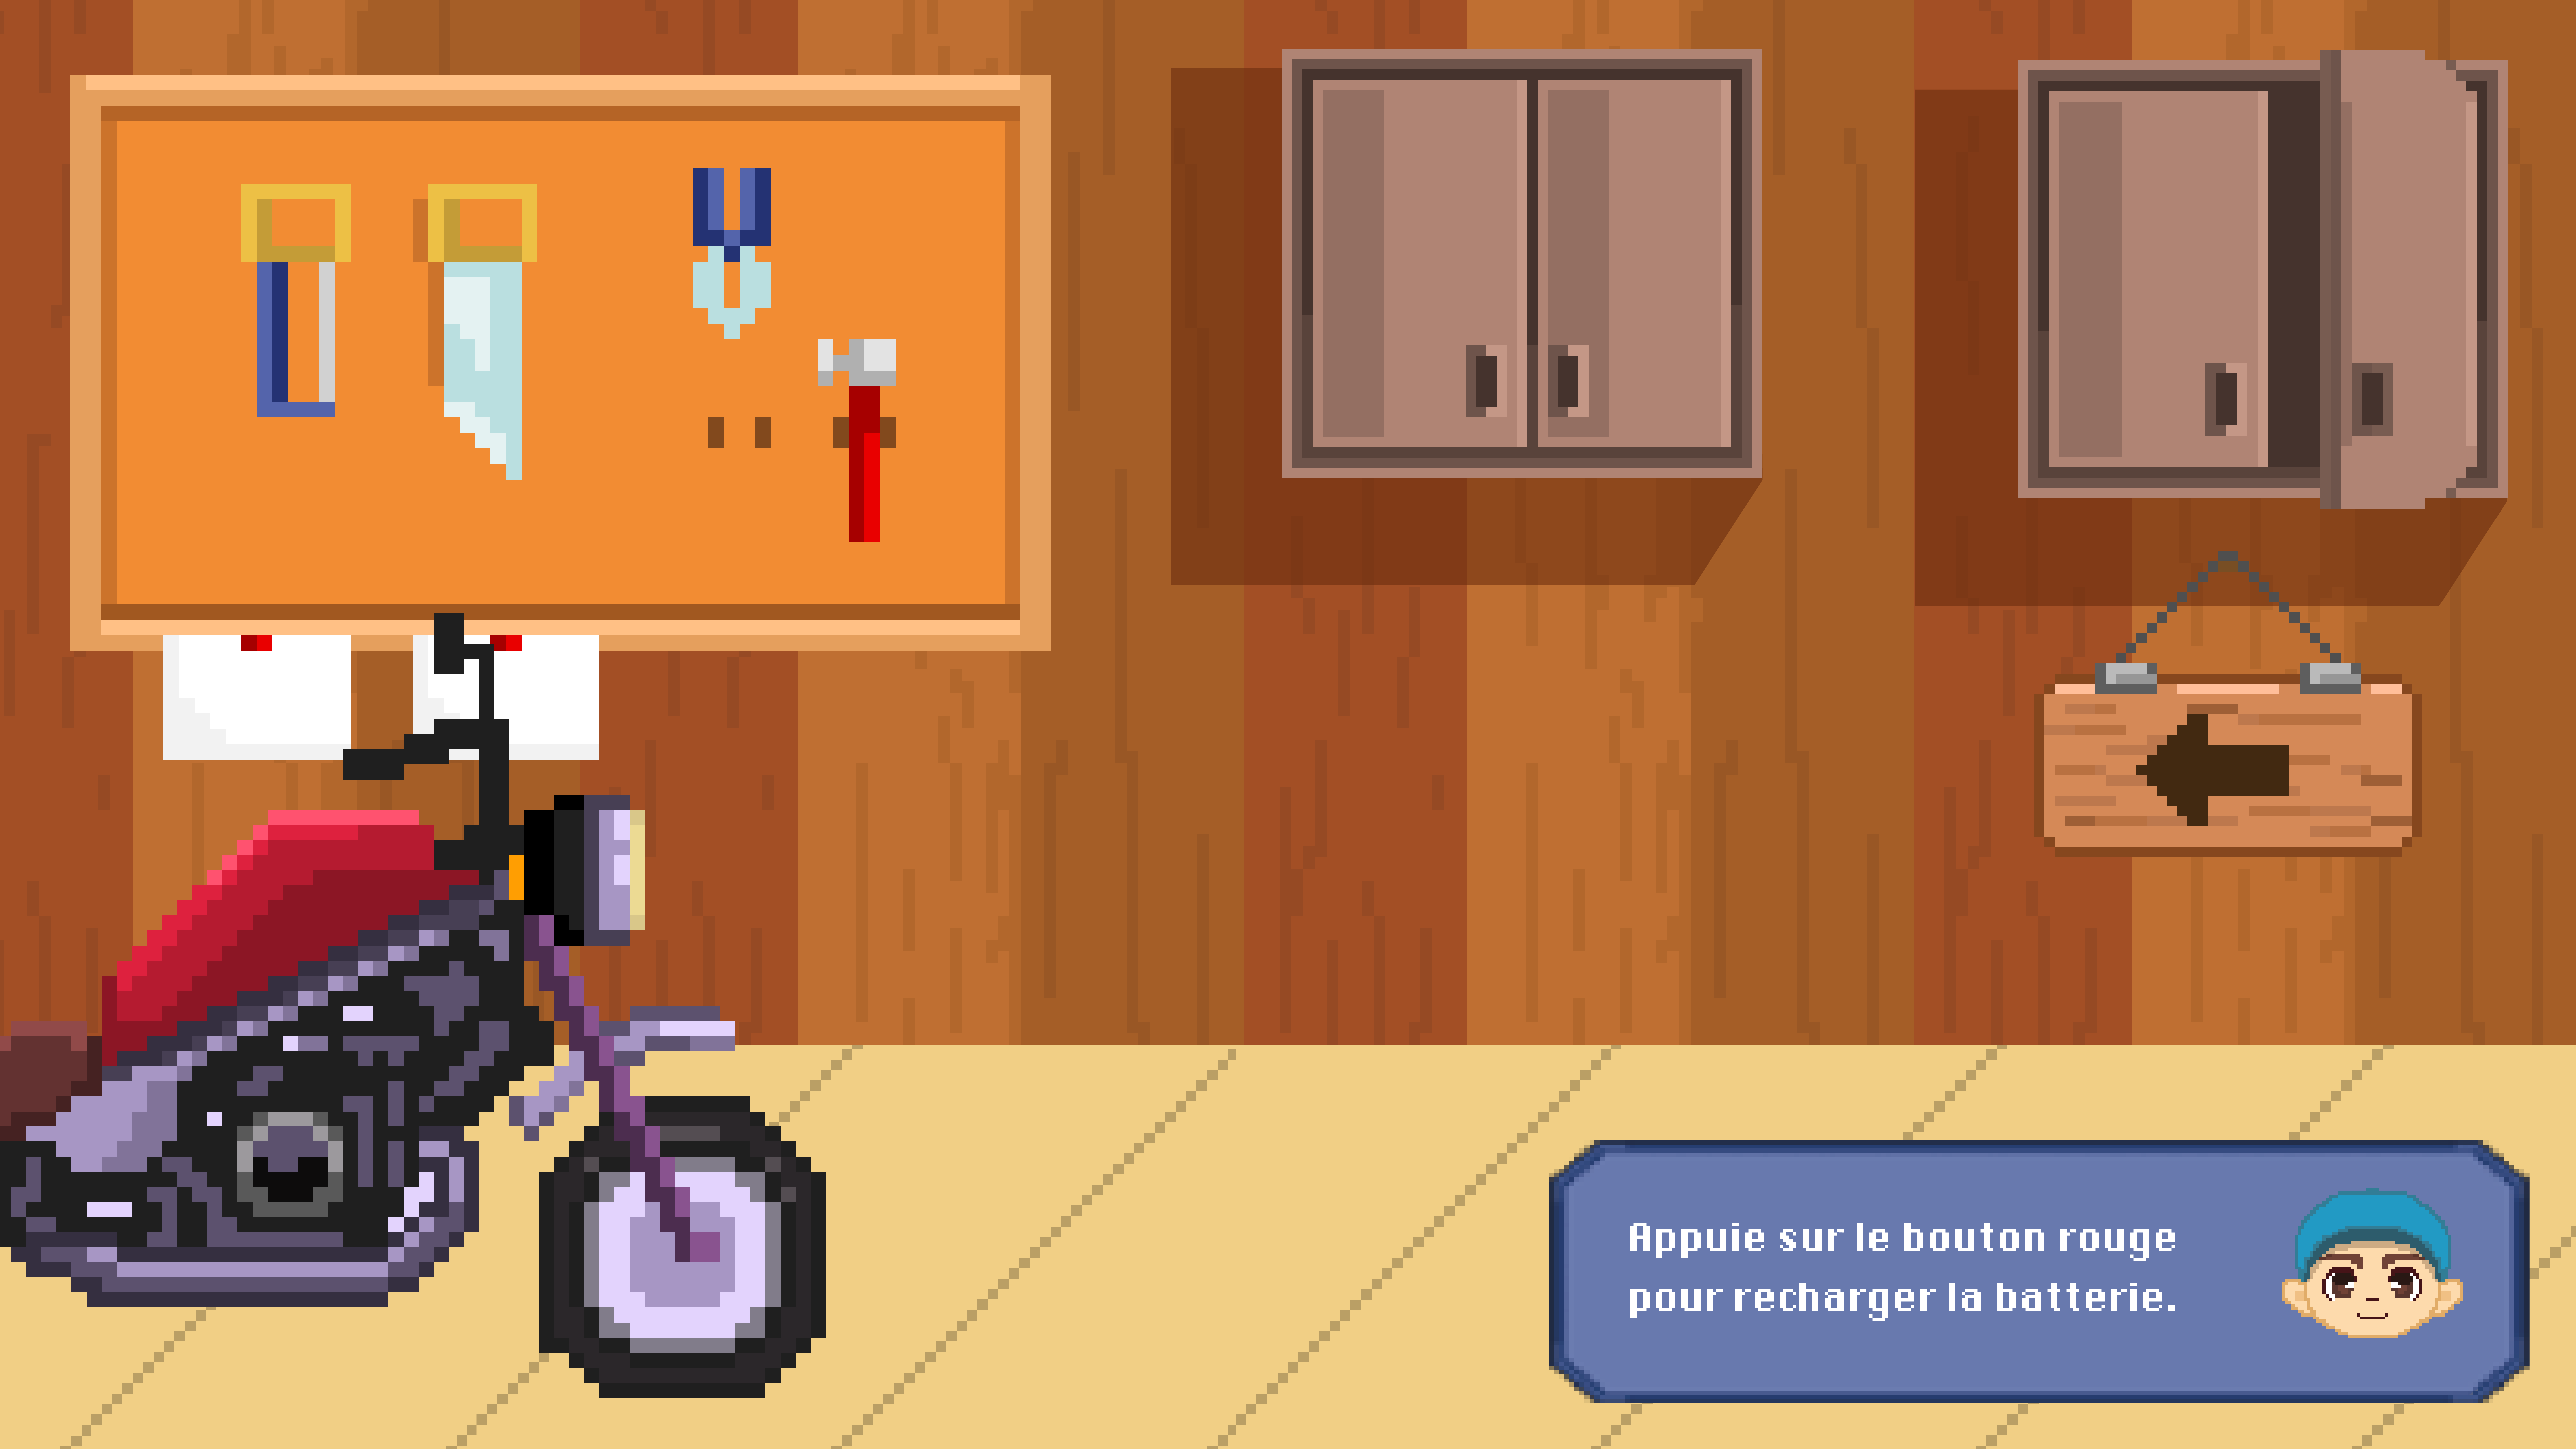 Appuie sur le bouton rouge
pour recharger la batterie.